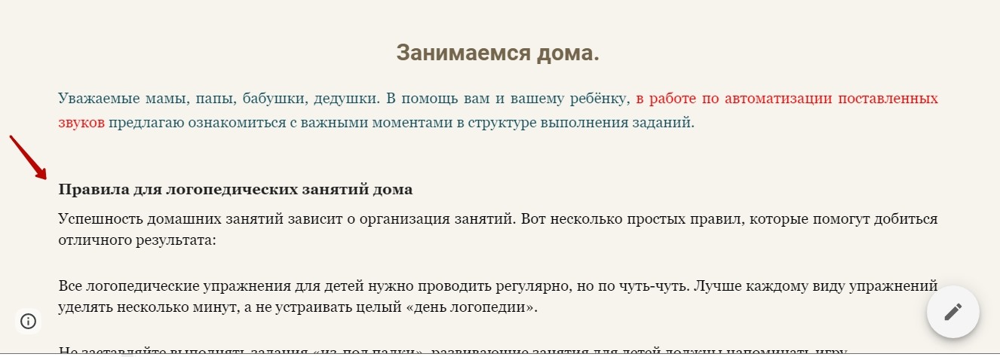 Занимаемся дома.
Уважаемые мамы, папы, бабушки, дедушки. В помощь вам и вашему ребёнку, в работе по автоматизации поставленных
звуков предлагаю ознакомиться с важными моментами в структуре выполнения заданий.
Правила для логопедических занятий дома
Успешность домашних занятий зависит о организация занятий. Вот несколько простых правил, которые помогут добиться
отличного результата:
Все логопедические упражнения для детей нужно проводить регулярно, но по чуть-чуть. Лучше каждому виду упражнений
уделять несколько минут, а не устраивать целый «день логопедии».
Не заставляйте выполнять задания «из-под палки», развивающие занятия для детей должны напоминать игру.